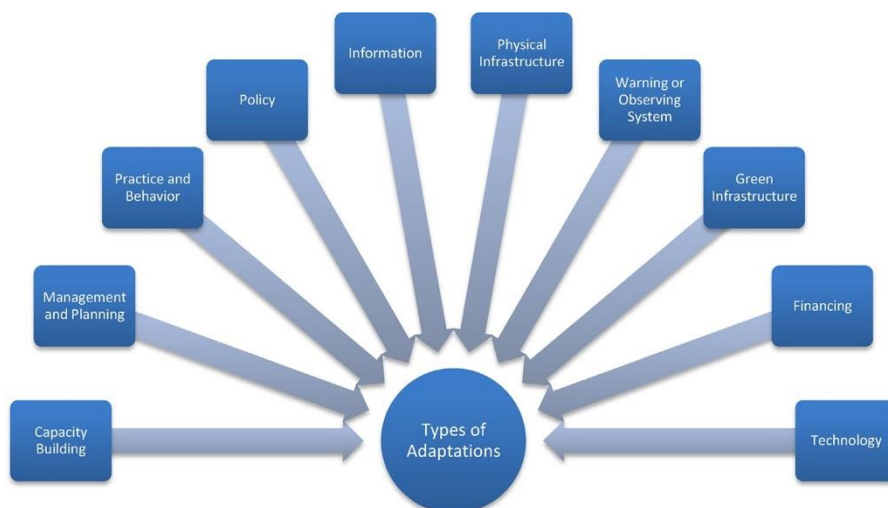 Information
Physical
Infrastructure
Policy
Warning or
Observing
System
Practice and
Behavior
Green
Infrastructure
Management
and Planning
Financing
Capacity
Building
Types of
Adaptations
Technology